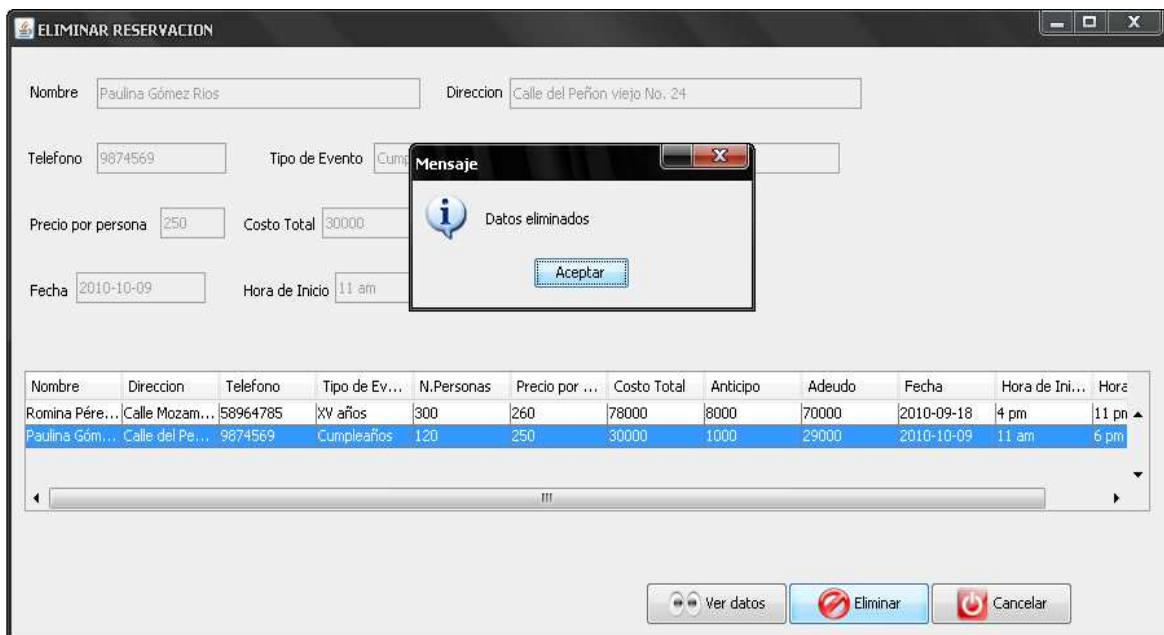 ELIMINAR RESERVACION
Nombre Paulina Gómez Rios Direccion Calle del Peñon viejo No. 24
Telefono 9874569 Tipo de Evento Cump
Mensaje
Datos eliminados
Aceptar
Precio por persona 250 Costo Total 30000
Fecha 2010-10-09 Hora de Inicio 11 am
Nombre Direccion Telefono Tipo de Ev... N.Personas Precio por ... Costo Total Anticipo Adeudo Fecha Hora de Ini... Hora
Romina Pére... Calle Mozam... 58964785 XV años 300 260 78000 8000 70000 2010-09-18 4 pm 11 pm
Paulina Góm... Calle del Pe... 9874569 Cumpleaños 120 250 30000 1000 29000 2010-10-09 11 am 6 pm
Ver datos Eliminar Cancelar